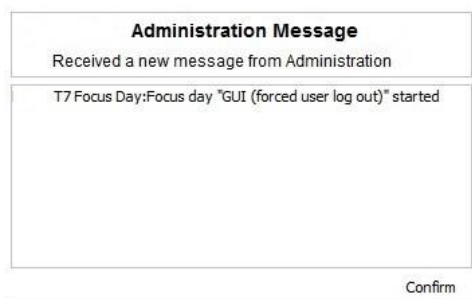 Administration Message
Received a new message from Administration
T7 Focus Day:Focus day "GUI (forced user log out)" started
Confirm